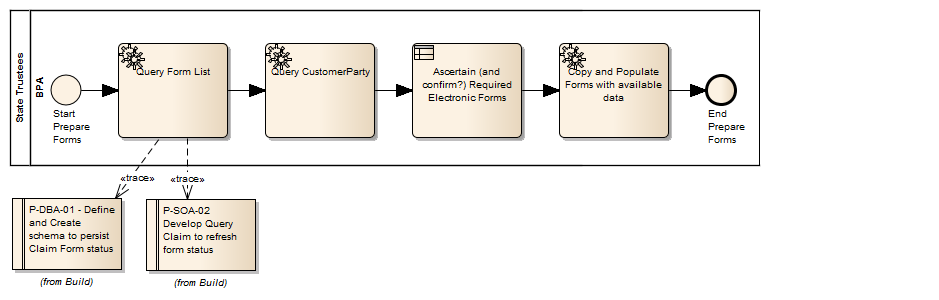 State Trustees
BPA
Start
Prepare
Forms
Query Form List
Query CustomerParty
Ascertain (and
confirm?) Required
Electronic Forms
Copy and Populate
Forms with available
data
End
Prepare
Forms
«trace»
«trace»
P-DBA-01 - Define
and Create
schema to persist
Claim Form status
(from Build)
P-SOA-02
Develop Query
Claim to refresh
form status
(from Build)